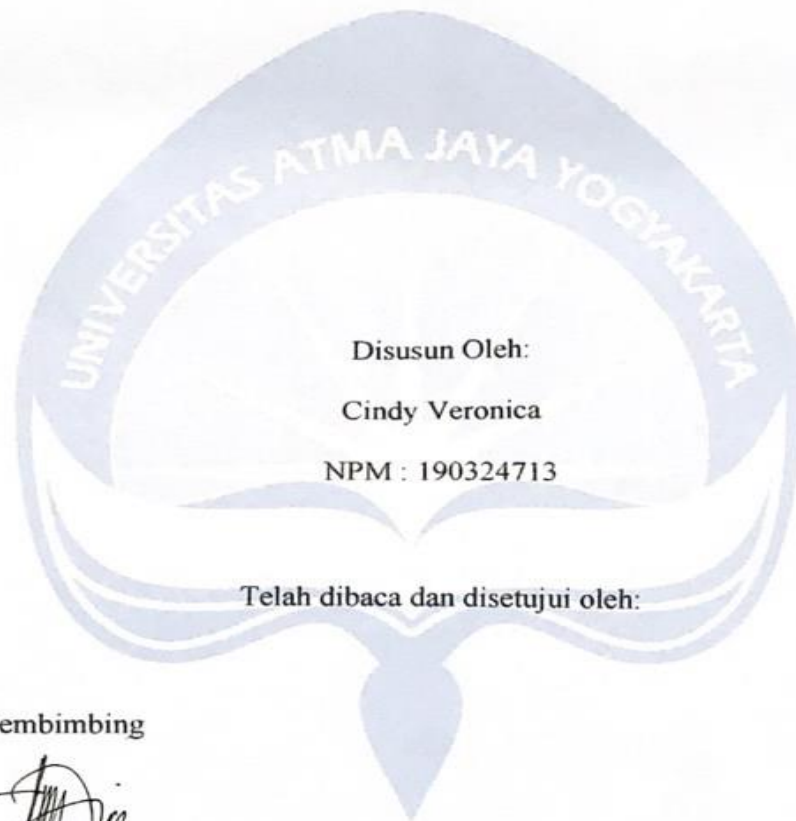 UNIVERSITAS ATMA JAYA YOGYAKARTA
Disusun Oleh:
Cindy Veronica
NPM : 190324713
Telah dibaca dan disetujui oleh:
embimbing